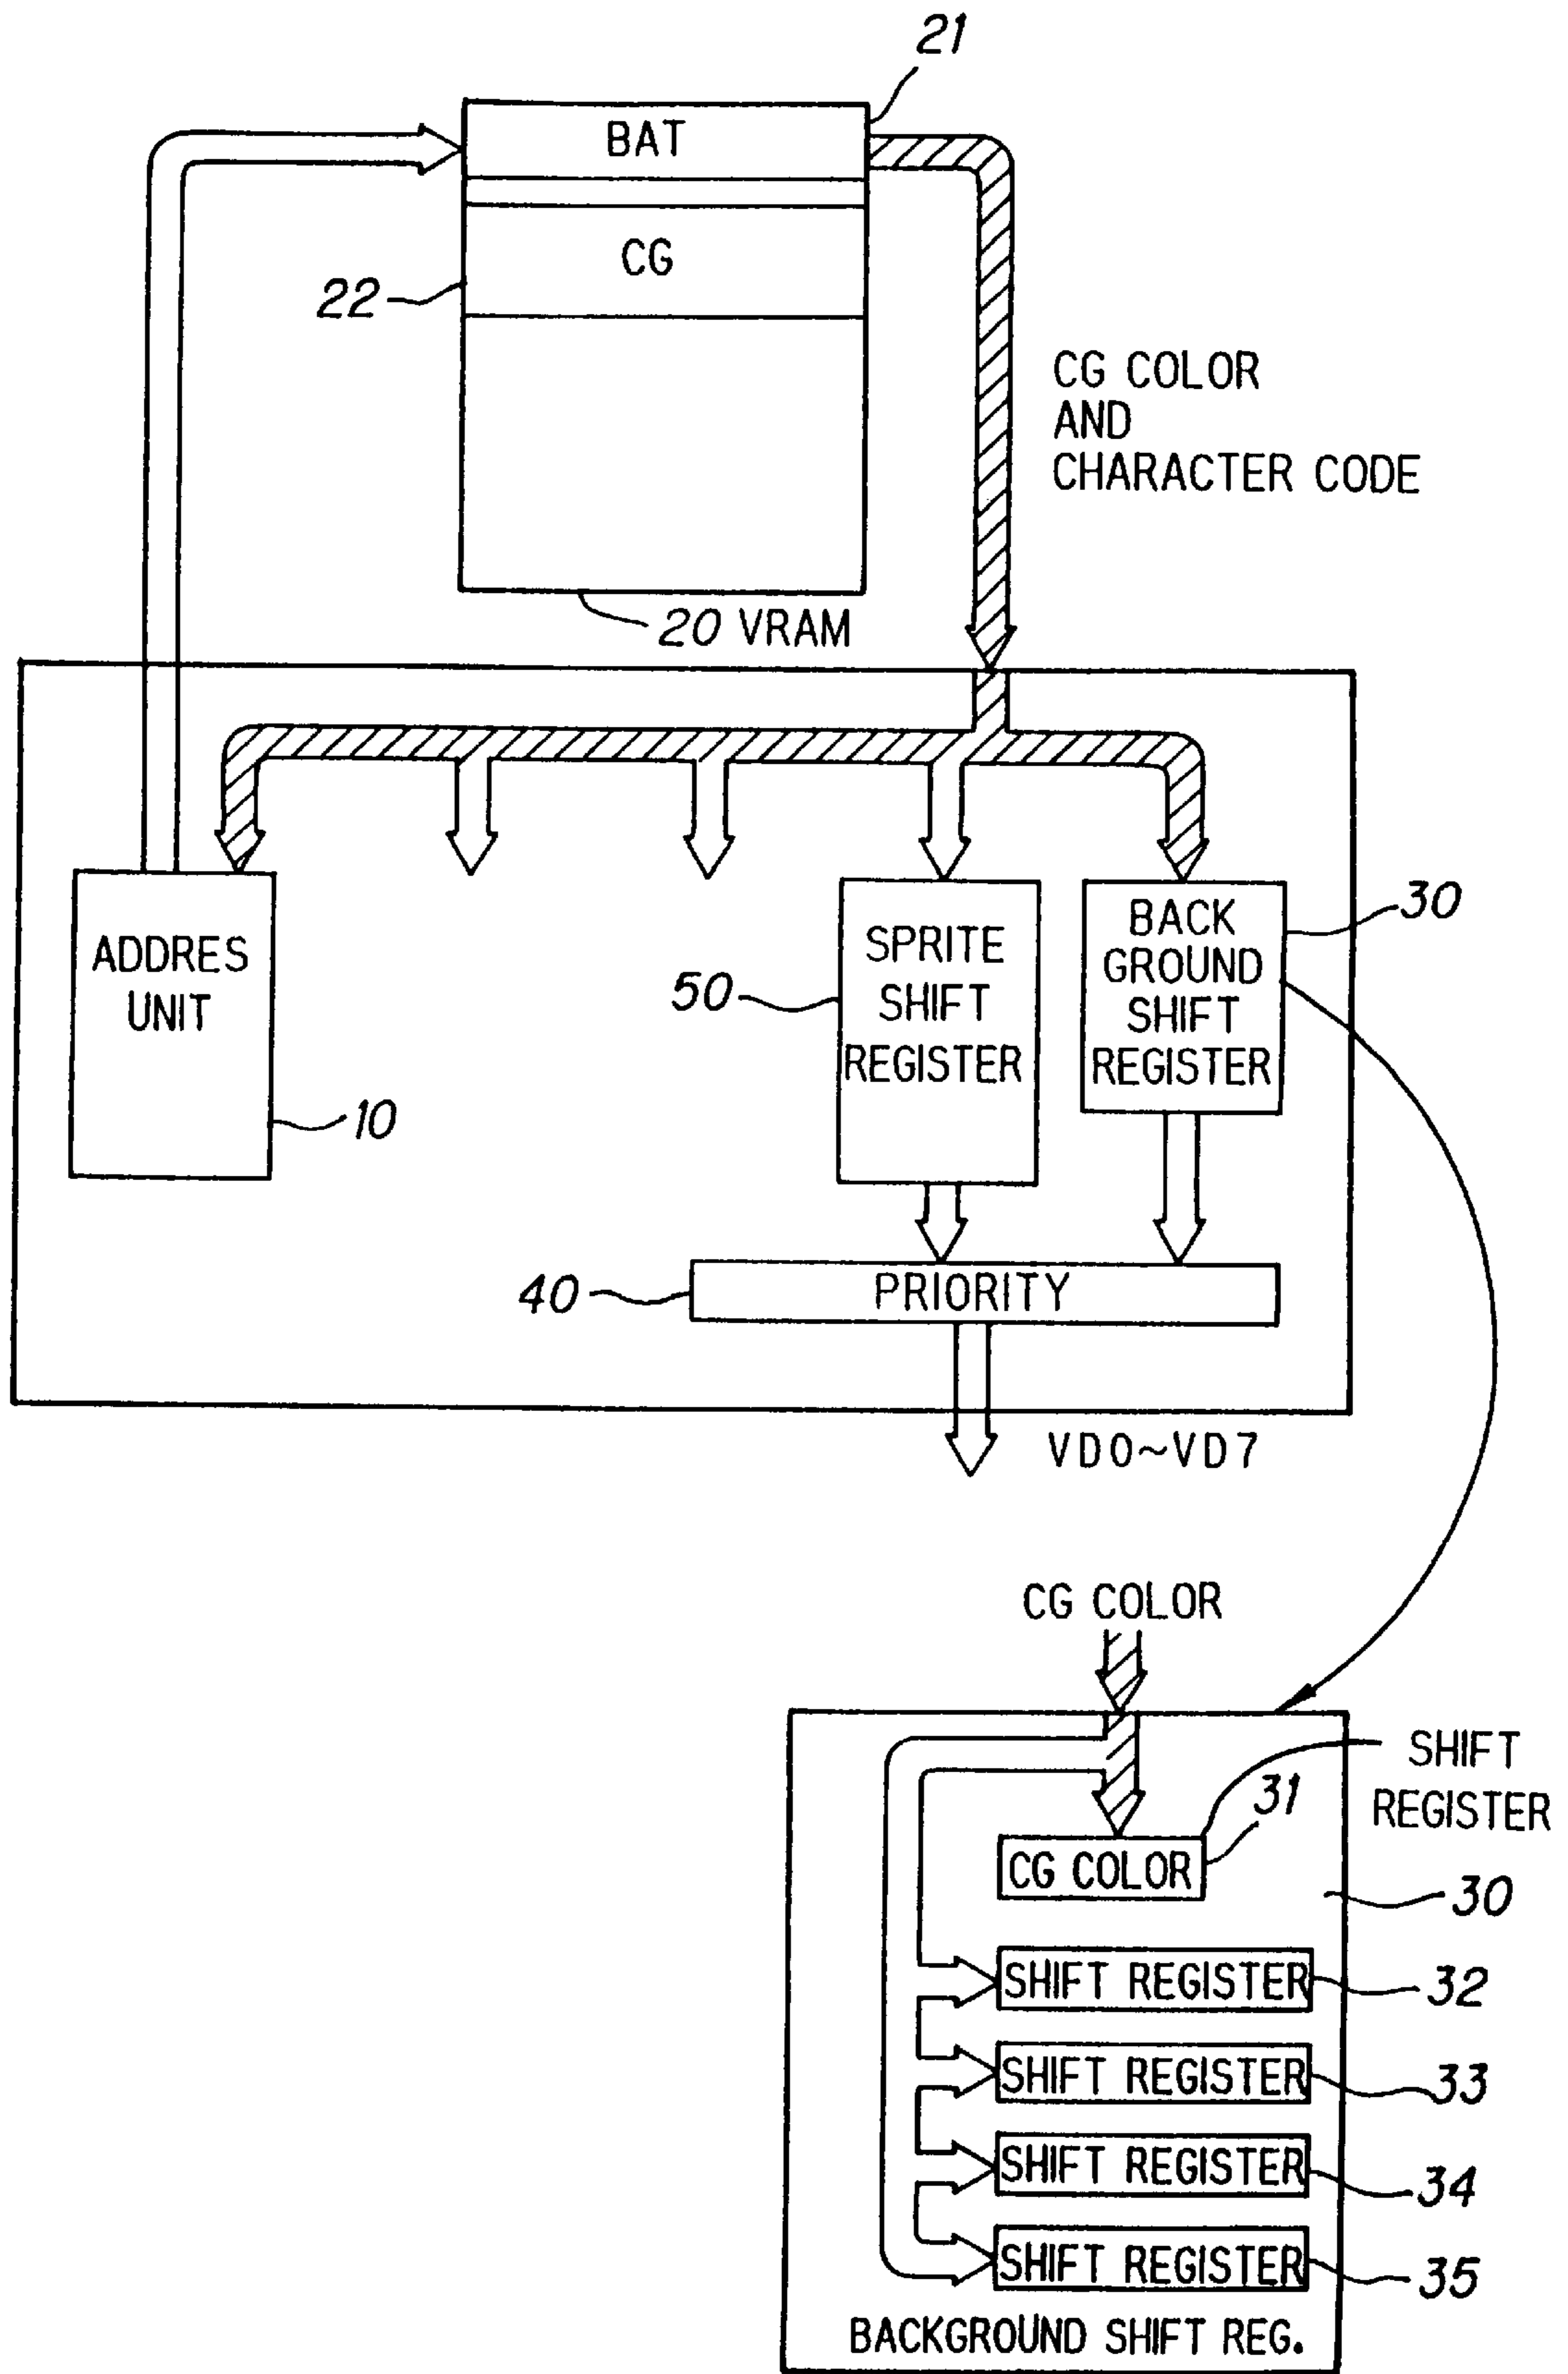 21
BAT
CG
22
CG COLOR
AND
CHARACTER CODE
20 VRAM
ADDRES
UNIT
10
SPRITE
SHIFT
REGISTER
50
BACK
GROUND
SHIFT
REGISTER
30
40
PRIORITY
VD0~VD7
CG COLOR
SHIFT
REGISTER
31
CG COLOR
30
SHIFT REGISTER
32
SHIFT REGISTER
33
SHIFT REGISTER
34
SHIFT REGISTER
35
BACKGROUND SHIFT REG.